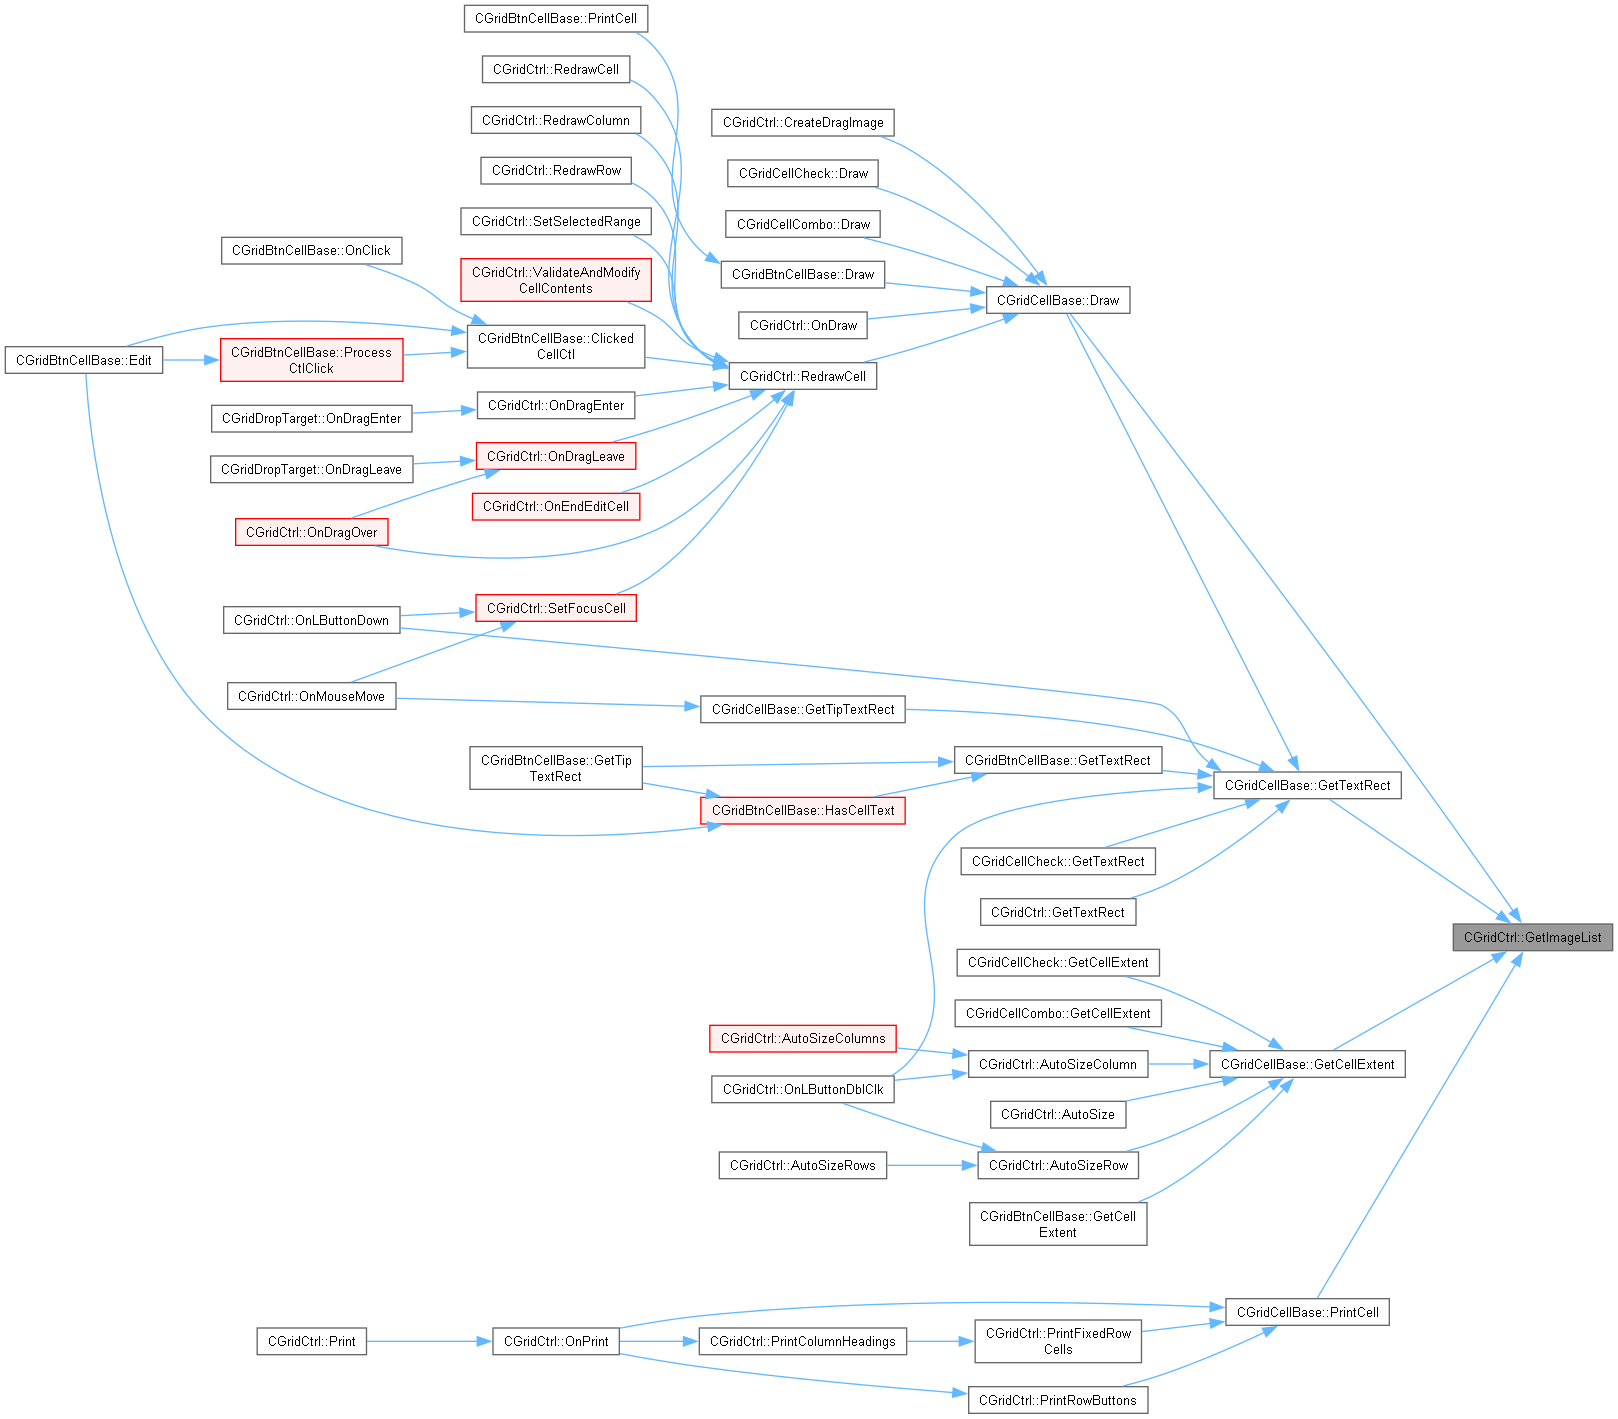 CGridBtnCellBase::PrintCell
CGridCtrl::RedrawCell
CGridCtrl::RedrawColumn
CGridCtrl::RedrawRow
CGridCtrl::SetSelectedRange
CGridCtrl::ValidateAndModify
CellContents
CGridBtnCellBase::OnClick
CGridBtnCellBase::Clicked
CellCtl
CGridBtnCellBase::Edit
CGridBtnCellBase::Process
CtlClick
CGridCtrl::OnDragEnter
CGridDropTarget::OnDragEnter
CGridCtrl::OnDragLeave
CGridDropTarget::OnDragLeave
CGridCtrl::OnEndEditCell
CGridCtrl::OnDragOver
CGridCtrl::SetFocusCell
CGridCtrl::OnLButtonDown
CGridCtrl::OnMouseMove
CGridCtrl::CreateDragImage
CGridCellCheck::Draw
CGridCellCombo::Draw
CGridBtnCellBase::Draw
CGridCtrl::OnDraw
CGridCtrl::RedrawCell
CGridCellBase::Draw
CGridCellBase::GetTipTextRect
CGridBtnCellBase::GetTip
TextRect
CGridBtnCellBase::GetTextRect
CGridBtnCellBase::HasCellText
CGridCellBase::GetTextRect
CGridCellCheck::GetTextRect
CGridCtrl::GetTextRect
CGridCtrl::GetImageList
CGridCellCheck::GetCellExtent
CGridCellCombo::GetCellExtent
CGridCtrl::AutoSizeColumns
CGridCtrl::AutoSizeColumn
CGridCellBase::GetCellExtent
CGridCtrl::OnLButtonDblClk
CGridCtrl::AutoSize
CGridCtrl::AutoSizeRows
CGridCtrl::AutoSizeRow
CGridBtnCellBase::GetCell
Extent
CGridCellBase::PrintCell
CGridCtrl::Print
CGridCtrl::OnPrint
CGridCtrl::PrintColumnHeadings
CGridCtrl::PrintFixedRow
Cells
CGridCtrl::PrintRowButtons